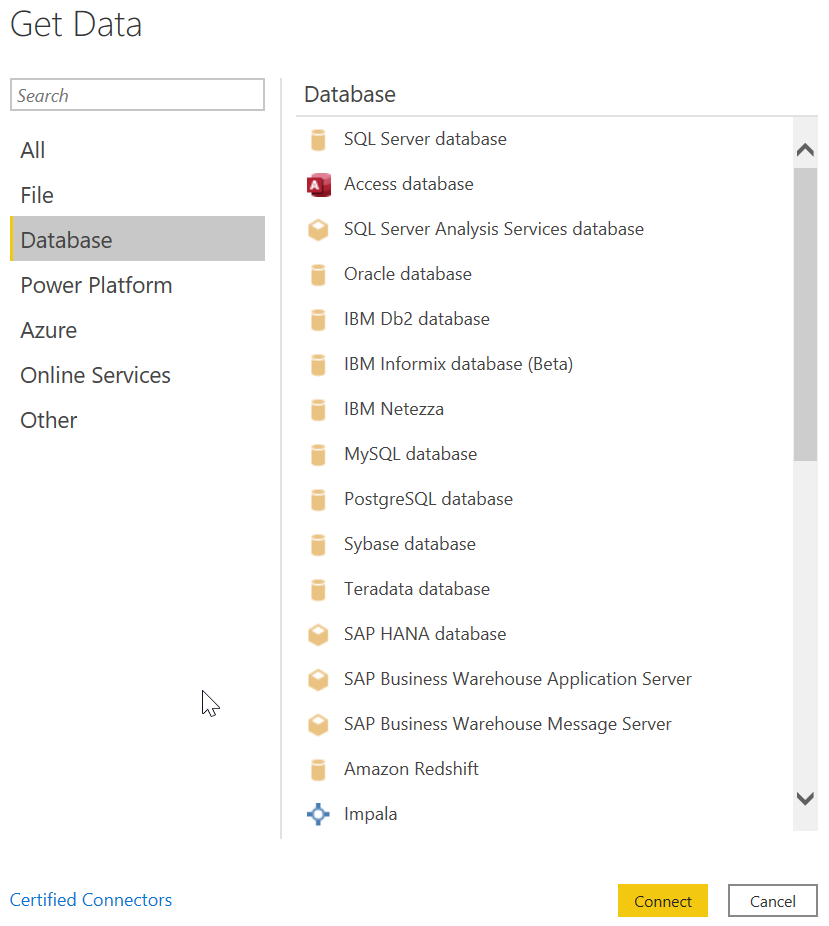 Get Data
Search
All
File
Database
Power Platform
Azure
Online Services
Other
Database
SQL Server database
A
Access database
SQL Server Analysis Services database
Oracle database
IBM Db2 database
IBM Informix database (Beta)
IBM Netezza
MySQL database
PostgreSQL database
Sybase database
Teradata database
SAP HANA database
SAP Business Warehouse Application Server
SAP Business Warehouse Message Server
Amazon Redshift
Impala
Certified Connectors
Connect
Cancel